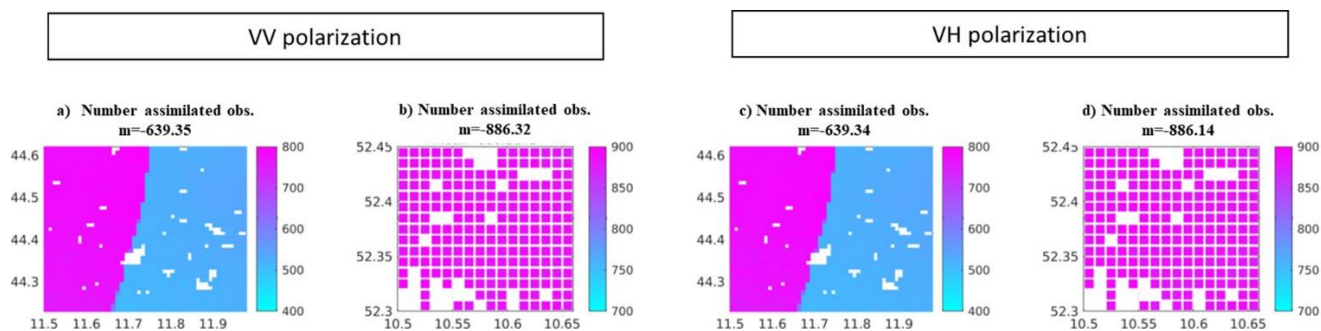 VV polarization
VH polarization
a) Number assimilated obs.
m=-639.35
44.6
44.5
44.4
44.3
11.5 11.6 11.7 11.8 11.9
800
700
600
500
400
b) Number assimilated obs.
m=-886.32
52.45
52.4
52.35
52.3
10.5 10.55 10.6 10.65
900
850
800
750
700
c) Number assimilated obs.
m=-639.34
44.6
44.5
44.4
44.3
11.5 11.6 11.7 11.8 11.9
800
700
600
500
400
d) Number assimilated obs.
m=-886.14
52.45
52.4
52.35
52.3
10.5 10.55 10.6 10.65
900
850
800
750
700